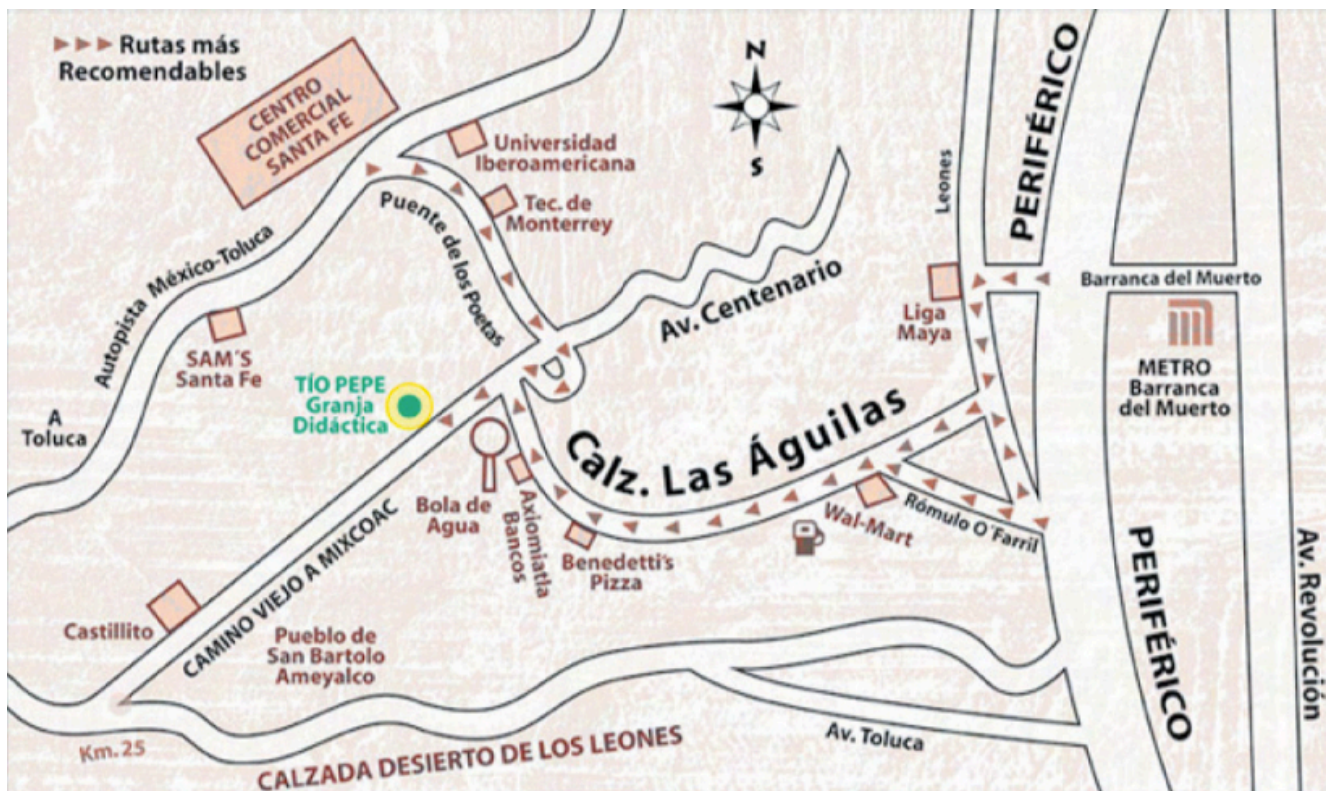 Rutas más
Recomendables
CENTRO
COMERCIAL
SANTA FE
N
S
Universidad
Iberoamericana
Tec. de
Monterrey
Puente de los Poetas
Autopista México-Toluca
SAM´S
Santa Fe
A
Toluca
TÍO PEPE
Granja
Didáctica
Av. Centenario
Leones
PERIFÉRICO
Barranca del Muerto
Liga
Maya
METRO
Barranca
del Muerto
Calz. Las Águilas
Bola de
Agua
Axiomiatla
Bancos
Benedetti's
Pizza
Wal-Mart
Rómulo O´Farril
Castillito
CAMINO VIEJO A MIXCOAC
Pueblo de
San Bartolo
Ameyalco
PERIFÉRICO
Av. Revolución
Km. 25
CALZADA DESIERTO DE LOS LEONES
Av. Toluca